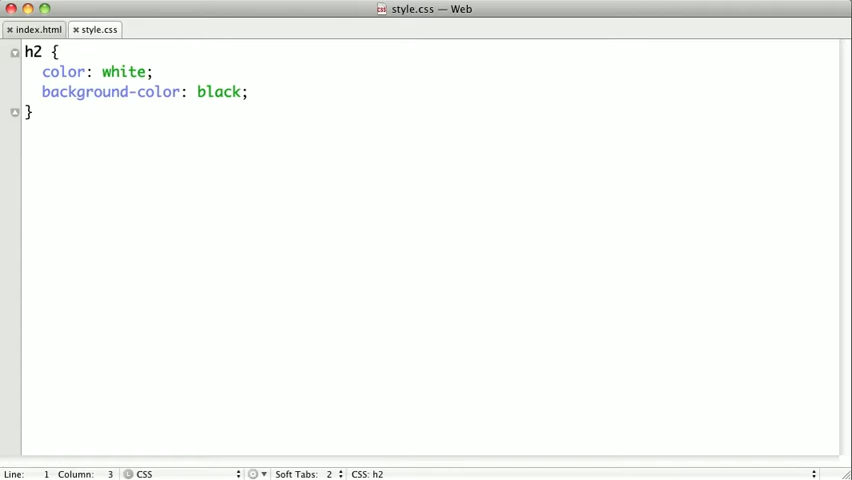 style.css — Web
index.html
style.css
h2 {
color: white;
background-color: black;
}
Line: 1 Column: 3 L CSS Soft Tabs: 2 CSS: h2